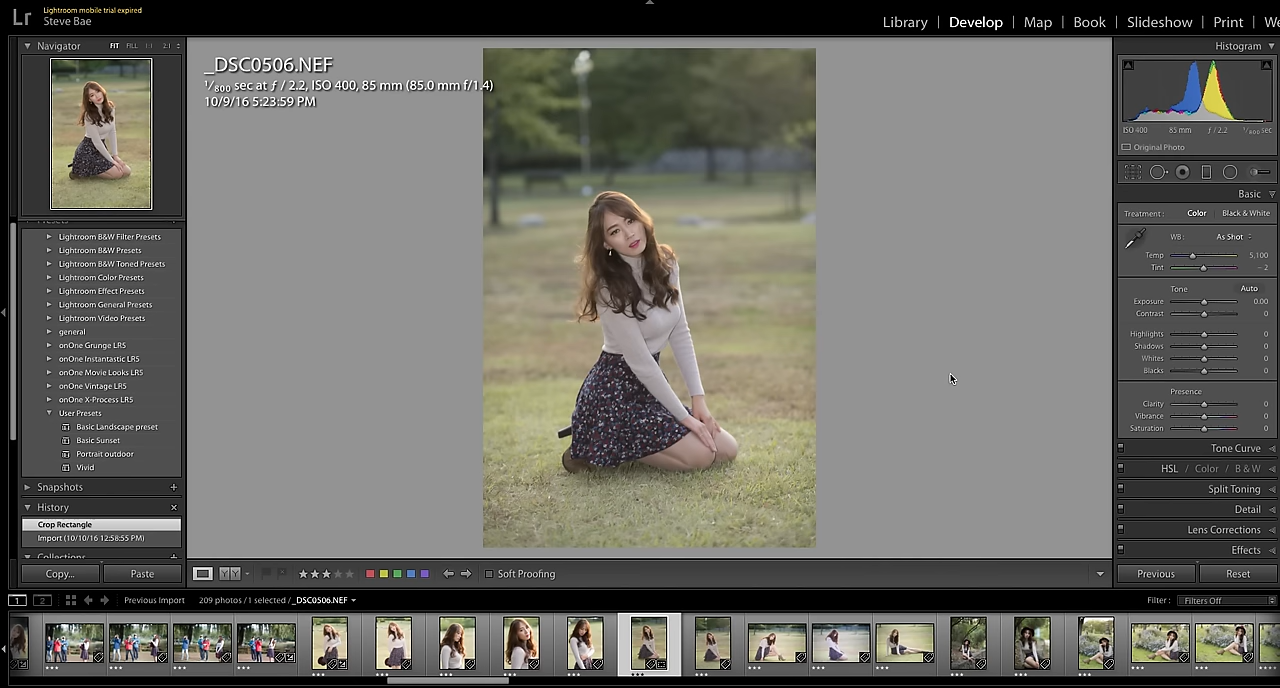 Lr
Lightroom mobile trial expired
Steve Bae
Library | Develop | Map | Book | Slideshow | Print | We
Navigator FIT FILL 1:1 2:1
_DSC0506.NEF
1/800 sec at ƒ / 2.2, ISO 400, 85 mm (85.0 mm f/1.4)
10/9/16 5:23:59 PM
Presets
Lightroom B&W Filter Presets
Lightroom B&W Presets
Lightroom B&W Toned Presets
Lightroom Color Presets
Lightroom Effect Presets
Lightroom General Presets
Lightroom Video Presets
general
onOne Grunge LR5
onOne Instantastic LR5
onOne Movie Looks LR5
onOne Vintage LR5
onOne X-Process LR5
User Presets
Basic Landscape preset
Basic Sunset
Portrait outdoor
Vivid
Snapshots +
History ×
Crop Rectangle
Import (10/10/16 12:58:55 PM)
Collections +
Copy... Paste
Histogram
ISO 400 85 mm ƒ / 2.2 1/800 sec
Original Photo
Basic
Treatment : Color Black & White
WB : As Shot
Temp 5,100
Tint – 2
Tone Auto
Exposure 0.00
Contrast 0
Highlights 0
Shadows 0
Whites 0
Blacks 0
Presence
Clarity 0
Vibrance 0
Saturation 0
Tone Curve
HSL / Color / B & W
Split Toning
Detail
Lens Corrections
Effects
Previous Reset
Y Y Soft Proofing
1 2 Previous Import 209 photos / 1 selected / _DSC0506.NEF Filter : Filters Off